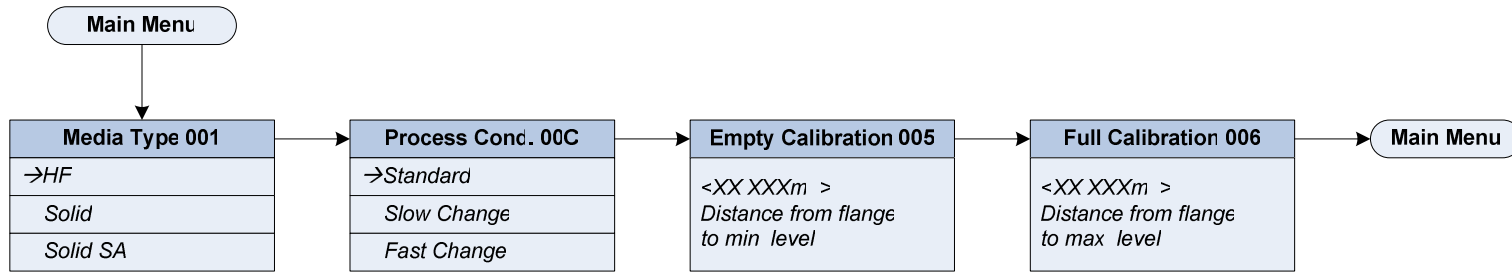 Main Menu
Media Type 001
→HF
Solid
Solid SA
Process Cond. 00C
→Standard
Slow Change
Fast Change
Empty Calibration 005
<XX XXXm >
Distance from flange
to min level
Full Calibration 006
<XX XXXm >
Distance from flange
to max level
Main Menu